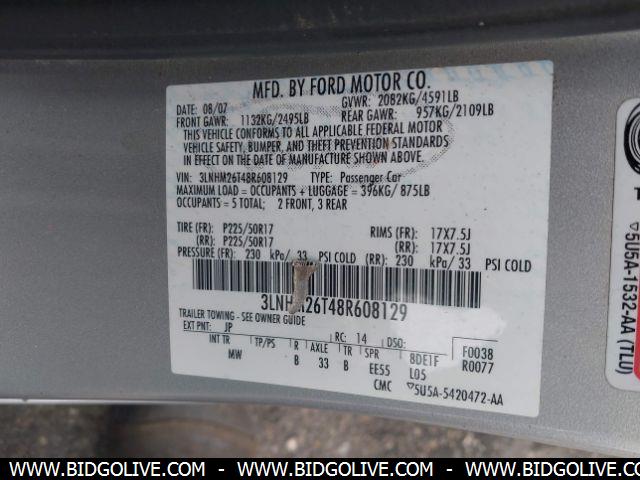 MFD. BY FORD MOTOR CO.
DATE: 08/07 GVWR: 2082KG/4591LB
FRONT GAWR: 1132KG/2495LB REAR GAWR: 957KG/2109LB
THIS VEHICLE CONFORMS TO ALL APPLICABLE FEDERAL MOTOR
VEHICLE SAFETY, BUMPER, AND THEFT PREVENTION STANDARDS
IN EFFECT ON THE DATE OF MANUFACTURE SHOWN ABOVE.
VIN: 3LNHM26T48R608129 TYPE: Passenger Car
MAXIMUM LOAD = OCCUPANTS + LUGGAGE = 396KG/ 875LB
OCCUPANTS = 5 TOTAL; 2 FRONT, 3 REAR
TIRE (FR): P225/50R17 RIMS (FR): 17X7.5J
(RR): P225/50R17 (RR): 17X7.5J
PRESSURE (FR): 230 kPa/ 33 PSI COLD (RR): 230 kPa/ 33 PSI COLD
3LNHM26T48R608129
TRAILER TOWING - SEE OWNER GUIDE
EXT PNT: JP RC: 14 DSO: F0038
INT TR TP/PS R AXLE TR SPR 8DE1F R0077
MW B 33 B EE55 L05
CMC ▽5U5A-5420472-AA
▽5U5A-1532-AA (TLU)
WWW.BIDGOLIVE.COM - WWW.BIDGOLIVE.COM - WWW.BIDGOLIVE.COM - WWW.BIDGOLIVE.COM